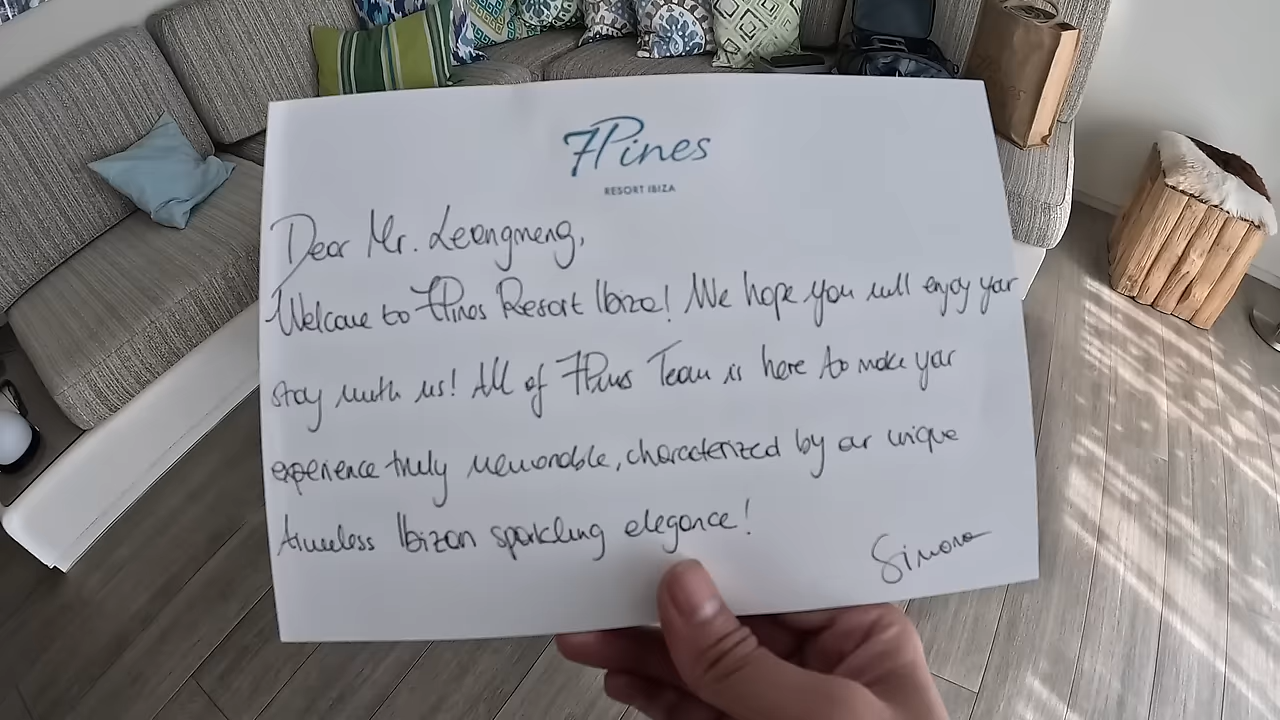 7Pines
RESORT IBIZA
Dear Mr. Leongmeng,
Welcome to 7Pines Resort Ibiza! We hope you will enjoy your
stay with us! All of 7Pines Team is here to make your
experience truly memorable, characterized by our unique
timeless Ibizan sparkling elegance!
Simona